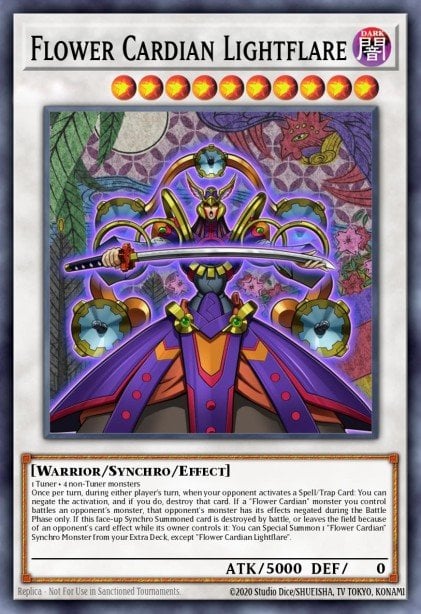 FLOWER CARDIAN LIGHTFLARE
DARK
闇
[WARRIOR/SYNCHRO/EFFECT]
1 Tuner + 4 non-Tuner monsters
Once per turn, during either player's turn, when your opponent activates a Spell/Trap Card: You can
negate the activation, and if you do, destroy that card. If a "Flower Cardian" monster you control
battles an opponent's monster, that opponent's monster has its effects negated during the Battle
Phase only. If this face-up Synchro Summoned card is destroyed by battle, or leaves the field because
of an opponent's card effect while its owner controls it: You can Special Summon 1 "Flower Cardian"
Synchro Monster from your Extra Deck, except "Flower Cardian Lightflare".
ATK/5000 DEF/ 0
Replica - Not For Use in Sanctioned Tournaments. ©2020 Studio Dice/SHUEISHA, TV TOKYO, KONAMI